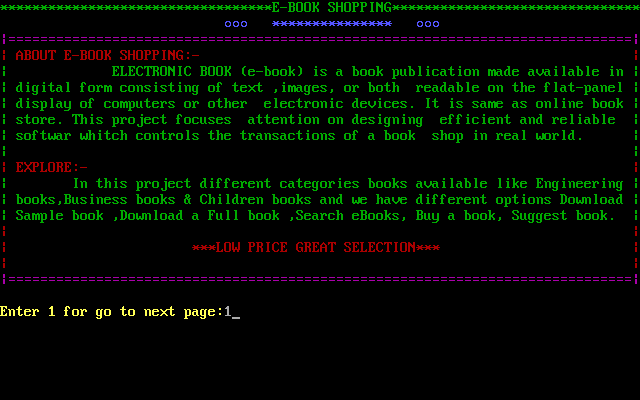 **********************************E-BOOK SHOPPING*******************************
ooo   ***************   ooo
|==============================================================================|
| ABOUT E-BOOK SHOPPING:- |
| ELECTRONIC BOOK (e-book) is a book publication made available in |
| digital form consisting of text ,images, or both  readable on the flat-panel |
| display of computers or other  electronic devices. It is same as online book |
| store. This project focuses  attention on designing  efficient and reliable |
| softwar whitch controls the transactions of a book  shop in real world. |
| |
| EXPLORE:- |
| In this project different categories books available like Engineering |
| books,Business books & Children books and we have different options Download |
| Sample book ,Download a Full book ,Search eBooks, Buy a book, Suggest book. |
| |
| ***LOW PRICE GREAT SELECTION*** |
| |
|==============================================================================|
Enter 1 for go to next page:1_